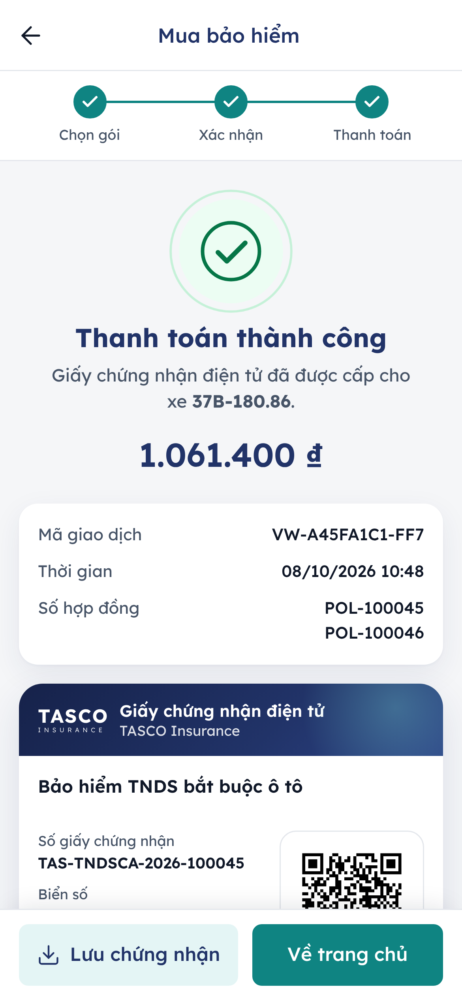 Mua bảo hiểm
Chọn gói
Xác nhận
Thanh toán
Thanh toán thành công
Giấy chứng nhận điện tử đã được cấp cho
xe 37B-180.86.
1.061.400 ₫
Mã giao dịch VW-A45FA1C1-FF7
Thời gian 08/10/2026 10:48
Số hợp đồng POL-100045
POL-100046
TASCO
INSURANCE
Giấy chứng nhận điện tử
TASCO Insurance
Bảo hiểm TNDS bắt buộc ô tô
Số giấy chứng nhận
TAS-TNDSCA-2026-100045
Biển số
Lưu chứng nhận
Về trang chủ